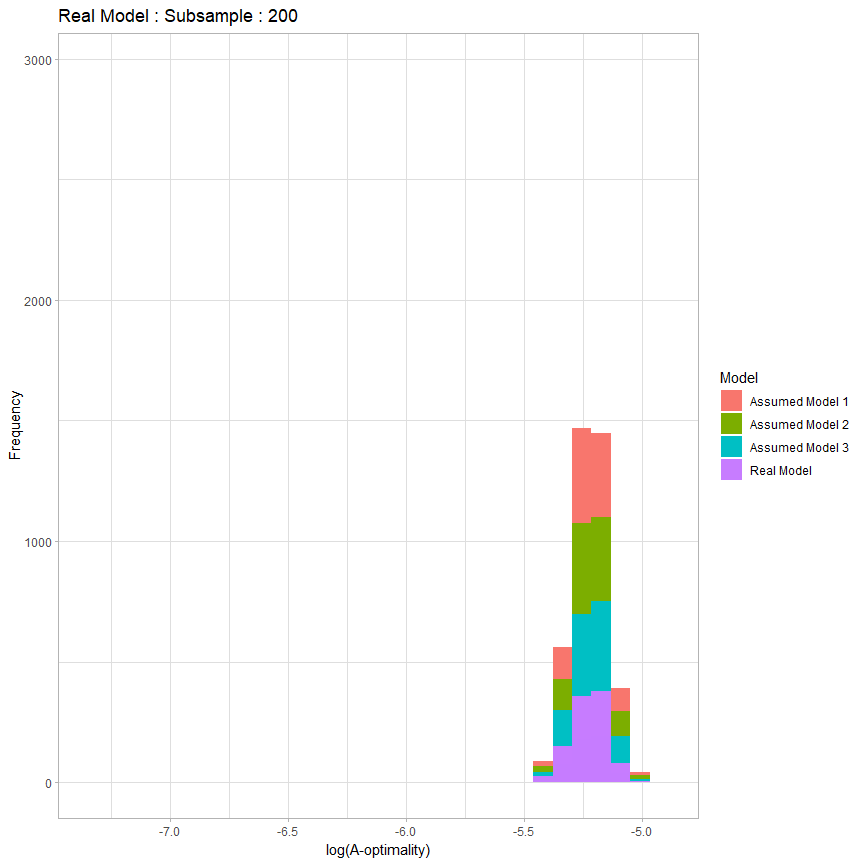 Real Model : Subsample : 200
3000
2000
1000
0
Frequency
-7.0
-6.5
-6.0
-5.5
-5.0
log(A-optimality)
Model
Assumed Model 1
Assumed Model 2
Assumed Model 3
Real Model